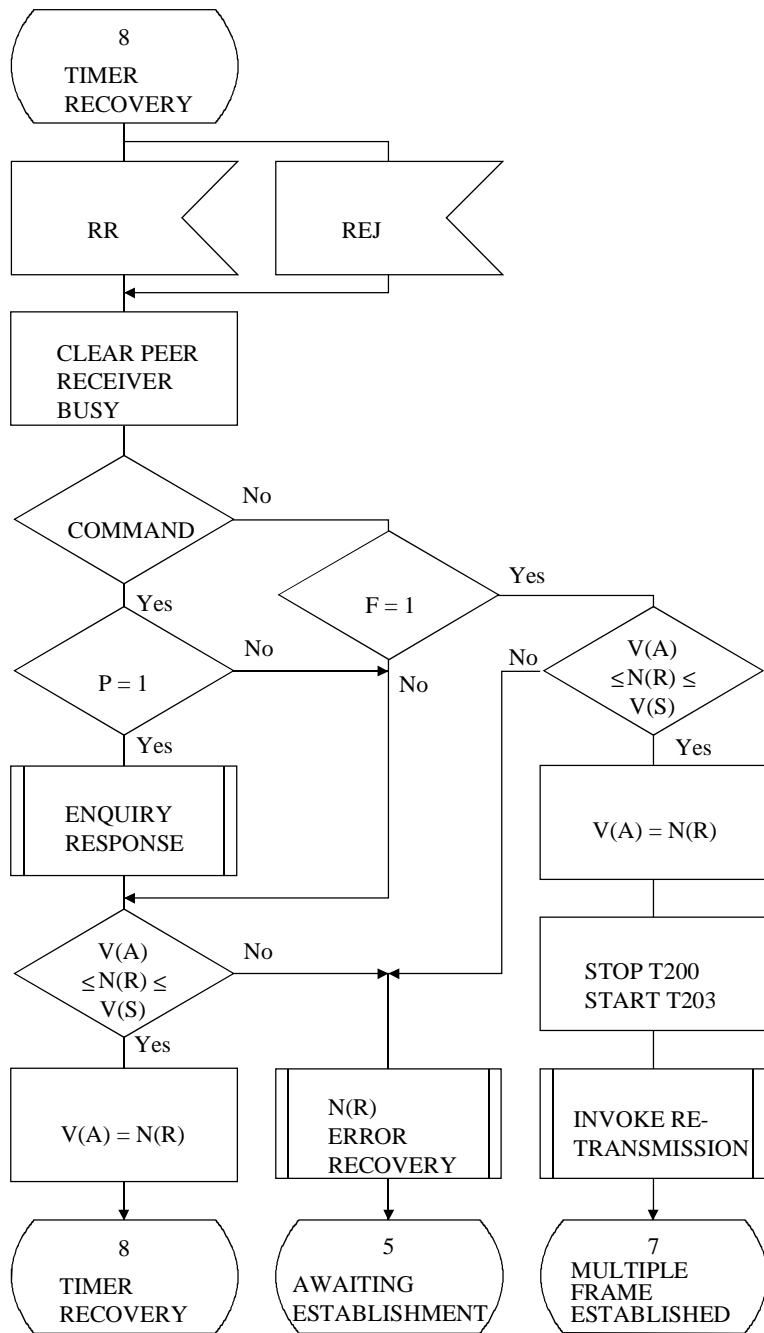 8
TIMER
RECOVERY
RR
REJ
CLEAR PEER
RECEIVER
BUSY
No
COMMAND
Yes
Yes
F = 1
No
P = 1
No
No
V(A)
≤N(R) ≤
V(S)
Yes
Yes
ENQUIRY
RESPONSE
V(A) = N(R)
V(A)
≤N(R) ≤
V(S)
No
Yes
STOP T200
START T203
V(A) = N(R)
N(R)
ERROR
RECOVERY
INVOKE RE-
TRANSMISSION
8
TIMER
RECOVERY
5
AWAITING
ESTABLISHMENT
7
MULTIPLE
FRAME
ESTABLISHED